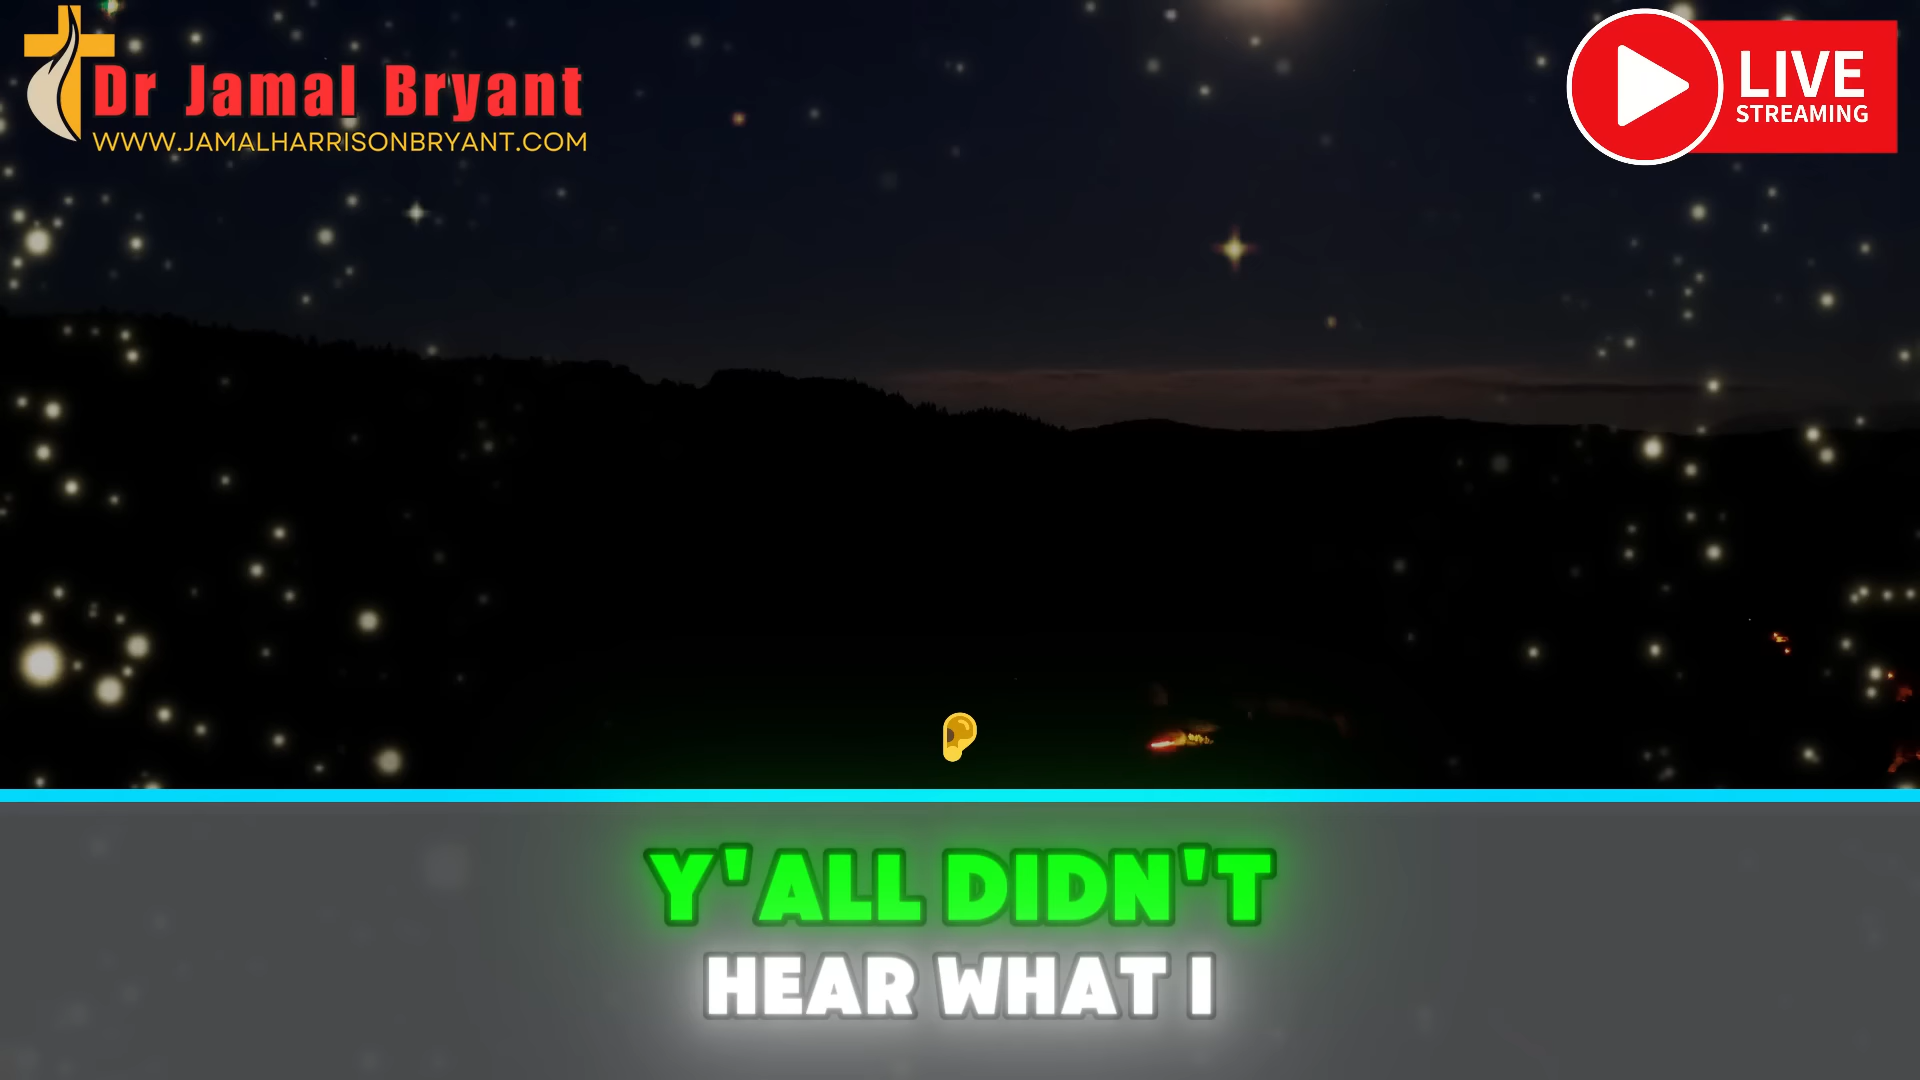 Dr Jamal Bryant
WWW.JAMALHARRISONBRYANT.COM
LIVE
STREAMING
Y'ALL DIDN'T
HEAR WHAT I